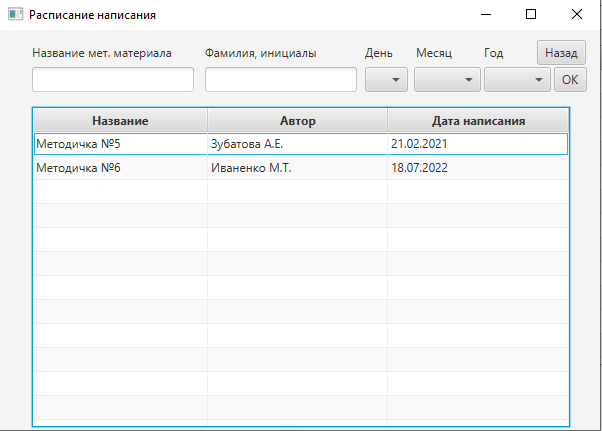 Расписание написания
Название мет. материала Фамилия, инициалы День Месяц Год Назад
ОК
Название Автор Дата написания
Методичка №5 Зубатова А.Е. 21.02.2021
Методичка №6 Иваненко М.Т. 18.07.2022